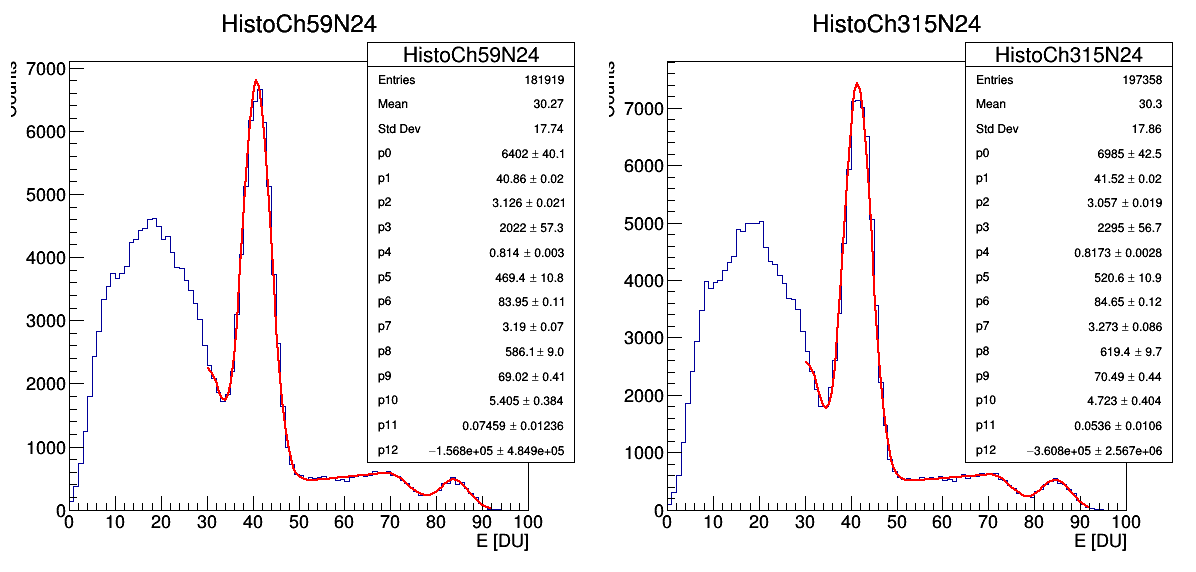 HistoCh59N24
HistoCh59N24
Entries 181919
Mean 30.27
Std Dev 17.74
p0 6402 ± 40.1
p1 40.86 ± 0.02
p2 3.126 ± 0.021
p3 2022 ± 57.3
p4 0.814 ± 0.003
p5 469.4 ± 10.8
p6 83.95 ± 0.11
p7 3.19 ± 0.07
p8 586.1 ± 9.0
p9 69.02 ± 0.41
p10 5.405 ± 0.384
p11 0.07459 ± 0.01236
p12 −1.568e+05 ± 4.849e+05
7000
6000
5000
4000
3000
2000
1000
0
0 10 20 30 40 50 60 70 80 90 100
E [DU]
HistoCh315N24
HistoCh315N24
Entries 197358
Mean 30.3
Std Dev 17.86
p0 6985 ± 42.5
p1 41.52 ± 0.02
p2 3.057 ± 0.019
p3 2295 ± 56.7
p4 0.8173 ± 0.0028
p5 520.6 ± 10.9
p6 84.65 ± 0.12
p7 3.273 ± 0.086
p8 619.4 ± 9.7
p9 70.49 ± 0.44
p10 4.723 ± 0.404
p11 0.0536 ± 0.0106
p12 −3.608e+05 ± 2.567e+06
7000
6000
5000
4000
3000
2000
1000
0
0 10 20 30 40 50 60 70 80 90 100
E [DU]